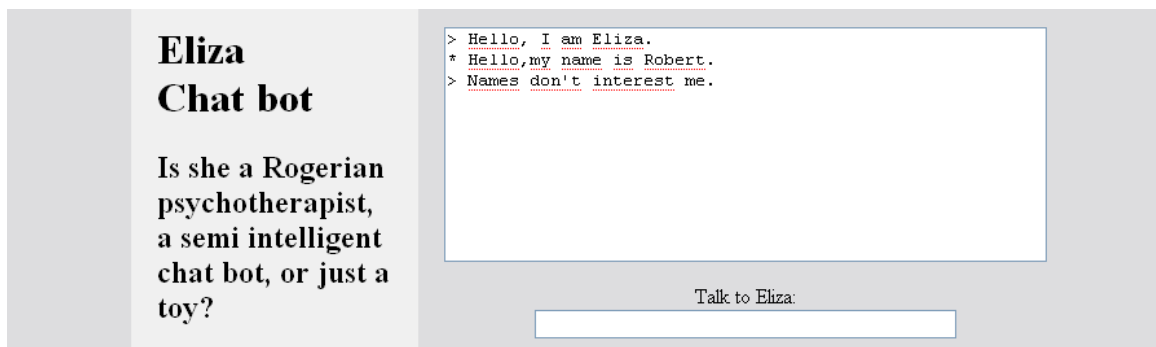 Eliza
Chat bot
Is she a Rogerian
psychotherapist,
a semi intelligent
chat bot, or just a
toy?
> Hello, I am Eliza.
* Hello,my name is Robert.
> Names don't interest me.
Talk to Eliza: